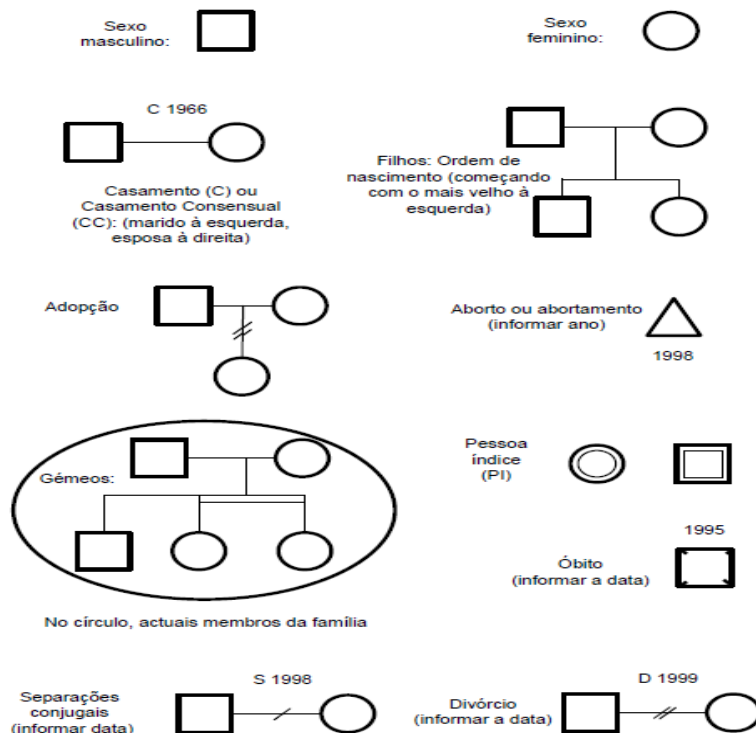 Sexo
masculino:
Sexo
feminino:
C 1966
Casamento (C) ou
Casamento Consensual
(CC): (marido à esquerda,
esposa à direita)
Filhos: Ordem de
nascimento (começando
com o mais velho à
esquerda)
Adopção
Aborto ou abortamento
(informar ano)
1998
Gémeos:
No círculo, actuais membros da família
Pessoa
índice
(PI)
1995
Óbito
(informar a data)
Separações
conjugais
(informar data)
S 1998
Divórcio
(informar a data)
D 1999